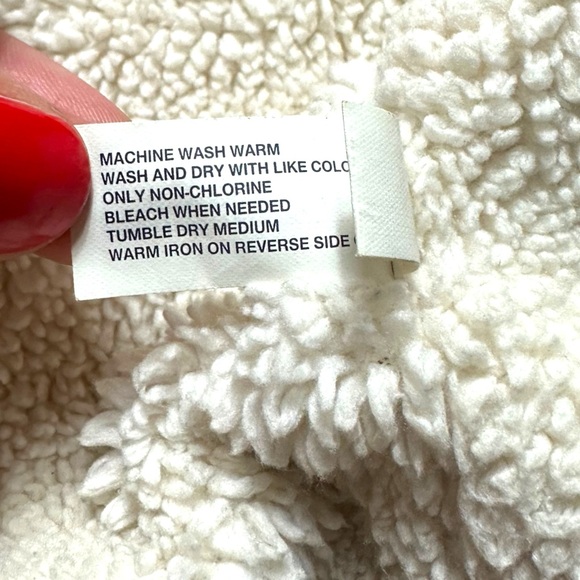 MACHINE WASH WARM
WASH AND DRY WITH LIKE COLO
ONLY NON-CHLORINE
BLEACH WHEN NEEDED
TUMBLE DRY MEDIUM
WARM IRON ON REVERSE SIDE